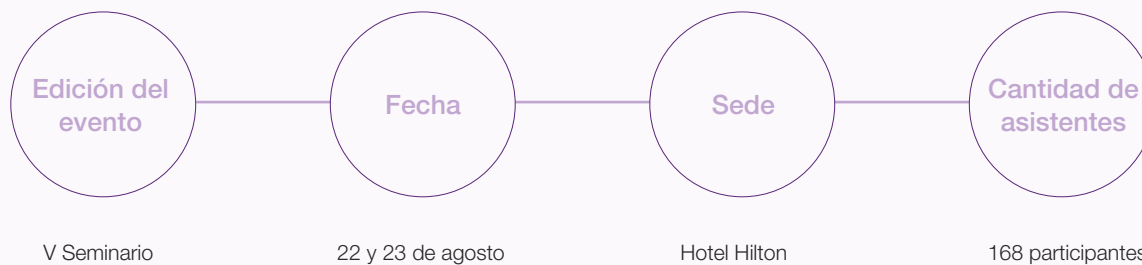 Edición del
evento
Fecha
Sede
Cantidad de
asistentes
V Seminario
22 y 23 de agosto
Hotel Hilton
168 participantes